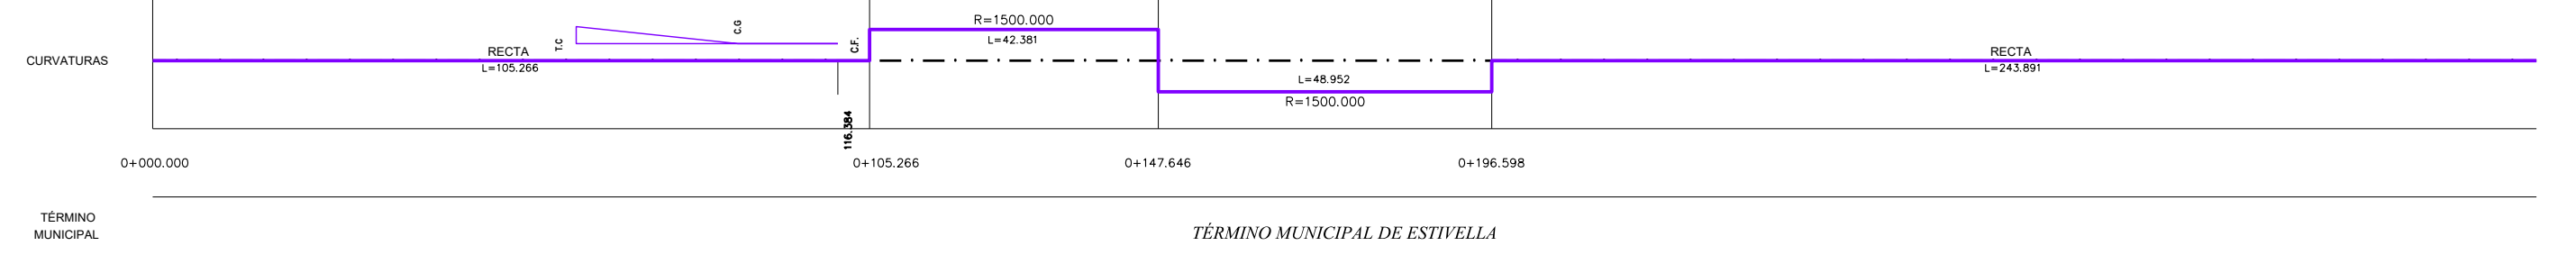 CURVATURAS
RECTA
L=105.266
T.C
C.G
C.F.
116.384
R=1500.000
L=42.381
L=48.952
R=1500.000
RECTA
L=243.891
0+000.000
0+105.266
0+147.646
0+196.598
TÉRMINO
MUNICIPAL
TÉRMINO MUNICIPAL DE ESTIVELLA